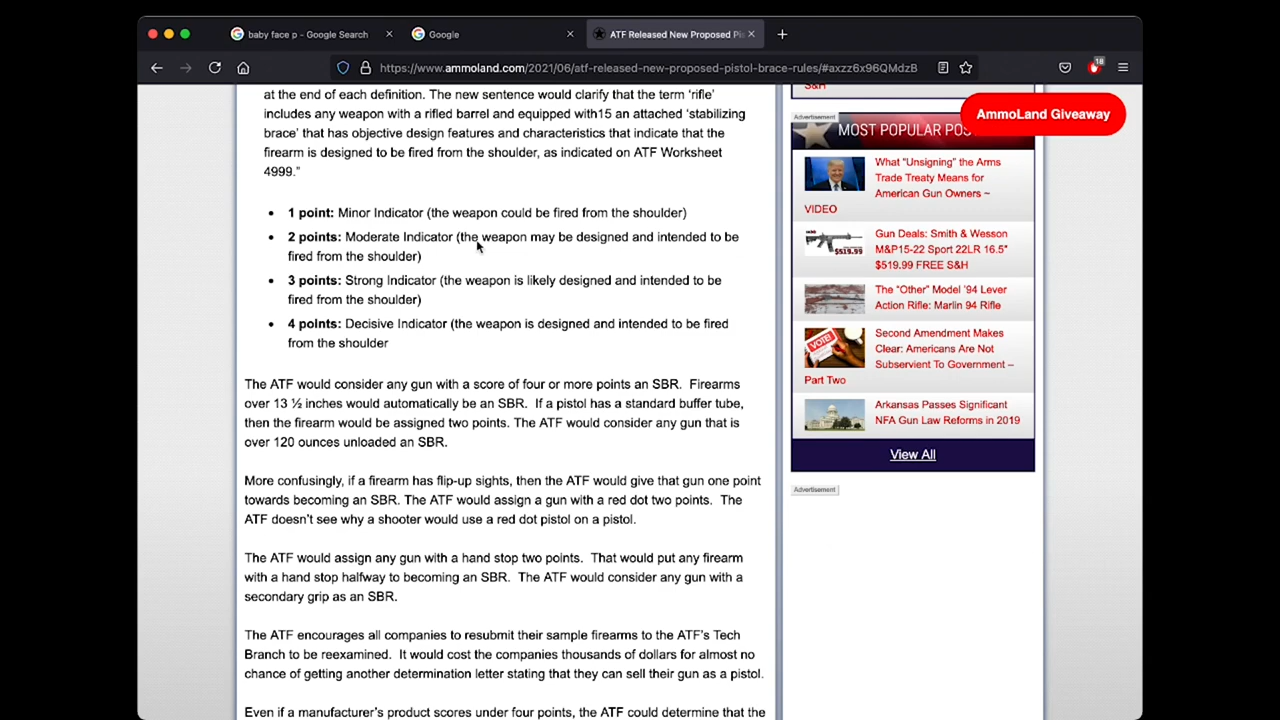 baby face p - Google Search
Google
ATF Released New Proposed Pis
https://www.ammoland.com/2021/06/atf-released-new-proposed-pistol-brace-rules/#axzz6x96QMdzB
18
at the end of each definition. The new sentence would clarify that the term ‘rifle’
includes any weapon with a rifled barrel and equipped with15 an attached ‘stabilizing
brace’ that has objective design features and characteristics that indicate that the
firearm is designed to be fired from the shoulder, as indicated on ATF Worksheet
4999.”
1 point: Minor Indicator (the weapon could be fired from the shoulder)
2 points: Moderate Indicator (the weapon may be designed and intended to be
fired from the shoulder)
3 points: Strong Indicator (the weapon is likely designed and intended to be
fired from the shoulder)
4 points: Decisive Indicator (the weapon is designed and intended to be fired
from the shoulder
The ATF would consider any gun with a score of four or more points an SBR. Firearms
over 13 ½ inches would automatically be an SBR. If a pistol has a standard buffer tube,
then the firearm would be assigned two points. The ATF would consider any gun that is
over 120 ounces unloaded an SBR.
More confusingly, if a firearm has flip-up sights, then the ATF would give that gun one point
towards becoming an SBR. The ATF would assign a gun with a red dot two points. The
ATF doesn’t see why a shooter would use a red dot pistol on a pistol.
The ATF would assign any gun with a hand stop two points. That would put any firearm
with a hand stop halfway to becoming an SBR. The ATF would consider any gun with a
secondary grip as an SBR.
The ATF encourages all companies to resubmit their sample firearms to the ATF’s Tech
Branch to be reexamined. It would cost the companies thousands of dollars for almost no
chance of getting another determination letter stating that they can sell their gun as a pistol.
Even if a manufacturer’s product scores under four points, the ATF could determine that the
S&H
AmmoLand Giveaway
Advertisement
MOST POPULAR POS
What “Unsigning” the Arms
Trade Treaty Means for
American Gun Owners ~
VIDEO
Gun Deals: Smith & Wesson
M&P15-22 Sport 22LR 16.5"
$519.99 FREE S&H
$519.99
The “Other” Model ’94 Lever
Action Rifle: Marlin 94 Rifle
Second Amendment Makes
Clear: Americans Are Not
Subservient To Government –
Part Two
VOTE
Arkansas Passes Significant
NFA Gun Law Reforms in 2019
View All
Advertisement